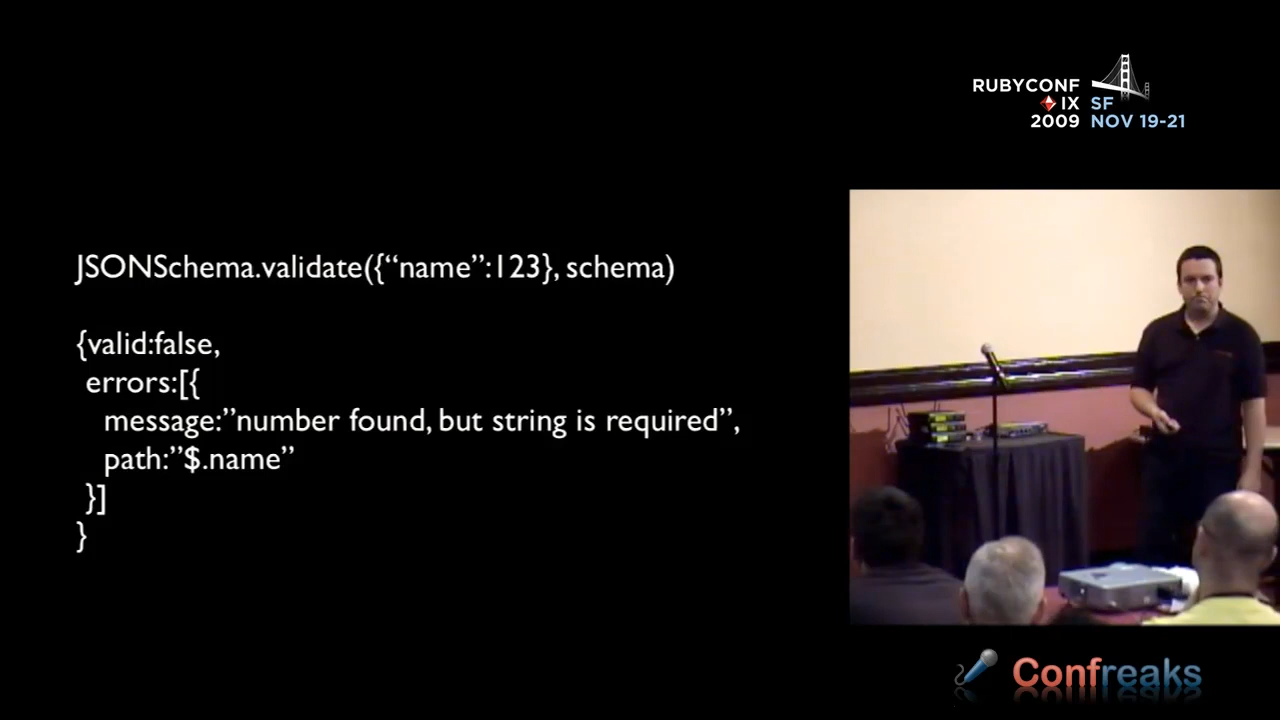 RUBYCONF
IX SF
2009 NOV 19-21
JSONSchema.validate({“name”:123}, schema)
{valid:false,
errors:[{
message:”number found, but string is required”,
path:”$.name”
}]
}
Confreaks